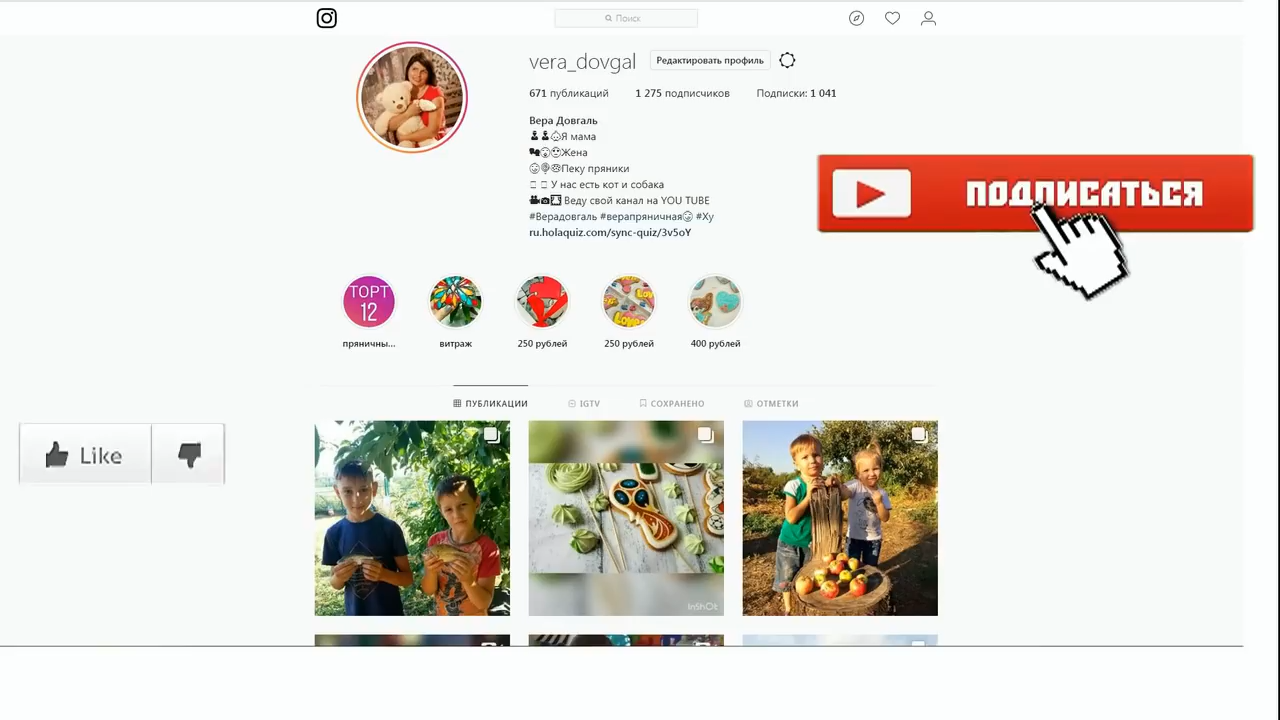 Поиск
vera_dovgal
Редактировать профиль
671 публикаций
1 275 подписчиков
Подписки: 1 041
Вера Довгаль
Я мама
Жена
Пеку пряники
У нас есть кот и собака
Веду свой канал на YOU TUBE
#Верадовгаль #верапряничная #Ху
ru.holaquiz.com/sync-quiz/3v5oY
ПОДПИСАТЬСЯ
ТОРТ
12
пряничны...
витраж
250 рублей
250 рублей
400 рублей
ПУБЛИКАЦИИ
IGTV
СОХРАНЕНО
ОТМЕТКИ
Like
InShOt